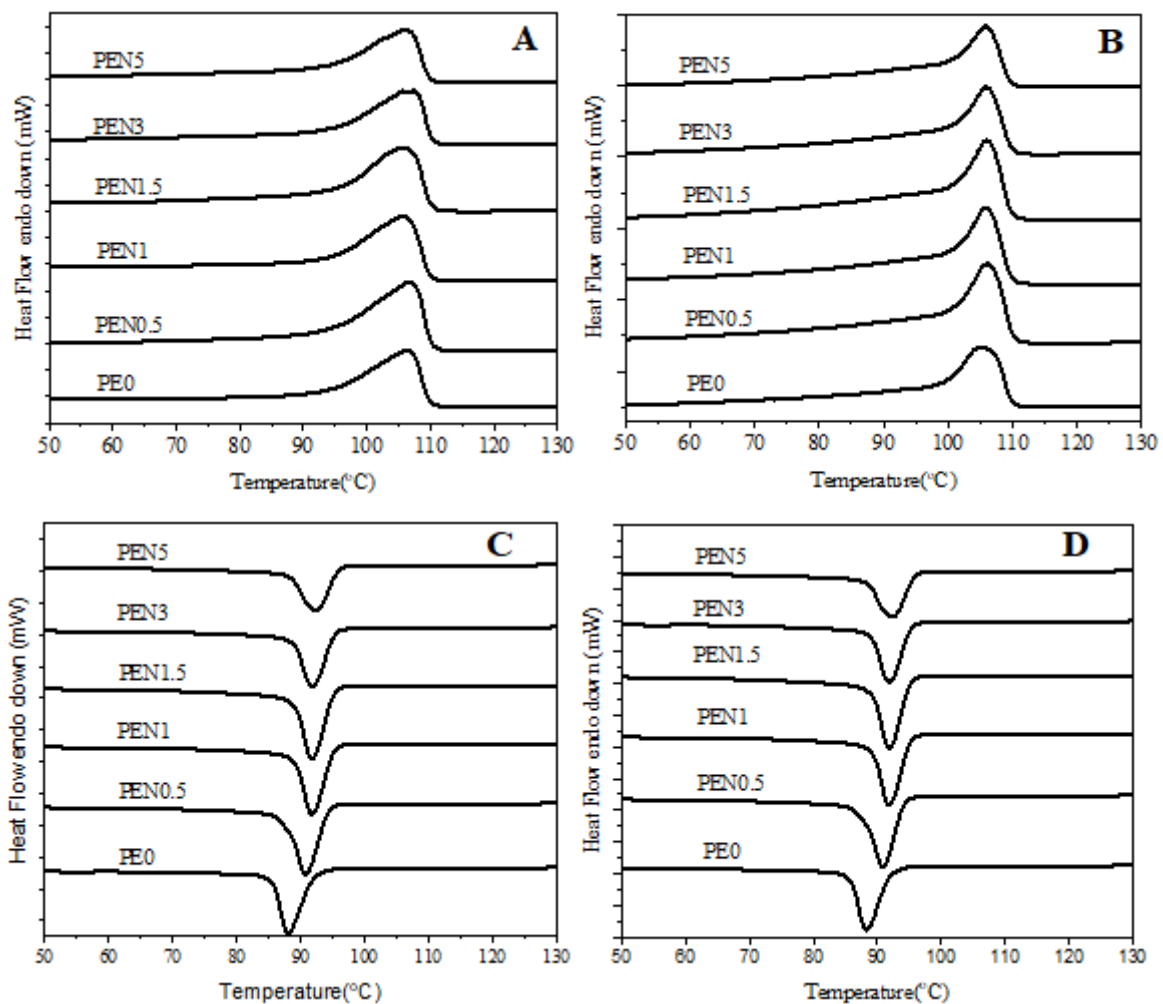 A
PEN5
PEN3
PEN1.5
PEN1
PEN0.5
PE0
Heat Flow endo down (mW)
50 60 70 80 90 100 110 120 130
Temperature(°C)
B
PEN5
PEN3
PEN1.5
PEN1
PEN0.5
PE0
Heat Flow endo down (mW)
50 60 70 80 90 100 110 120 130
Temperature(°C)
C
PEN5
PEN3
PEN1.5
PEN1
PEN0.5
PE0
Heat Flow endo down (mW)
50 60 70 80 90 100 110 120 130
Temperature(°C)
D
PEN5
PEN3
PEN1.5
PEN1
PEN0.5
PE0
Heat Flow endo down (mW)
50 60 70 80 90 100 110 120 130
Temperature(°C)